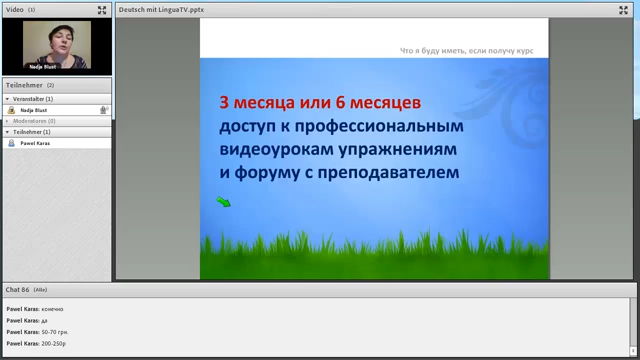 Video (1)
Nadja Blust
Teilnehmer (2)
Veranstalter (1)
Nadja Blust
Moderatoren (0)
Teilnehmer (1)
Pawel Karas
Deutsch mit LinguaTV.pptx
Что я буду иметь, если получу курс
3 месяца или 6 месяцев
доступ к профессиональным
видеоурокам упражнениям
и форуму с преподавателем
Chat 86 (Alle)
Pawel Karas: конечно
Pawel Karas: да
Pawel Karas: 50-70 грн.
Pawel Karas: 200-250р